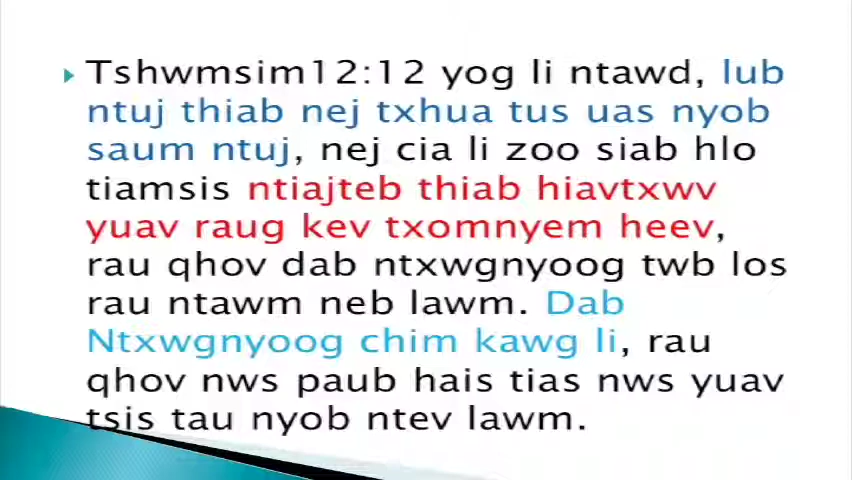 Tshwmsim12:12 yog li ntawd, lub
ntuj thiab nej txhua tus uas nyob
saum ntuj, nej cia li zoo siab hlo
tiamsis ntiajteb thiab hiavtxwv
yuav raug kev txomnyem heev,
rau qhov dab ntxwgnyoog twb los
rau ntawm neb lawm. Dab
Ntxwgnyoog chim kawg li, rau
qhov nws paub hais tias nws yuav
tsis tau nyob ntev lawm.